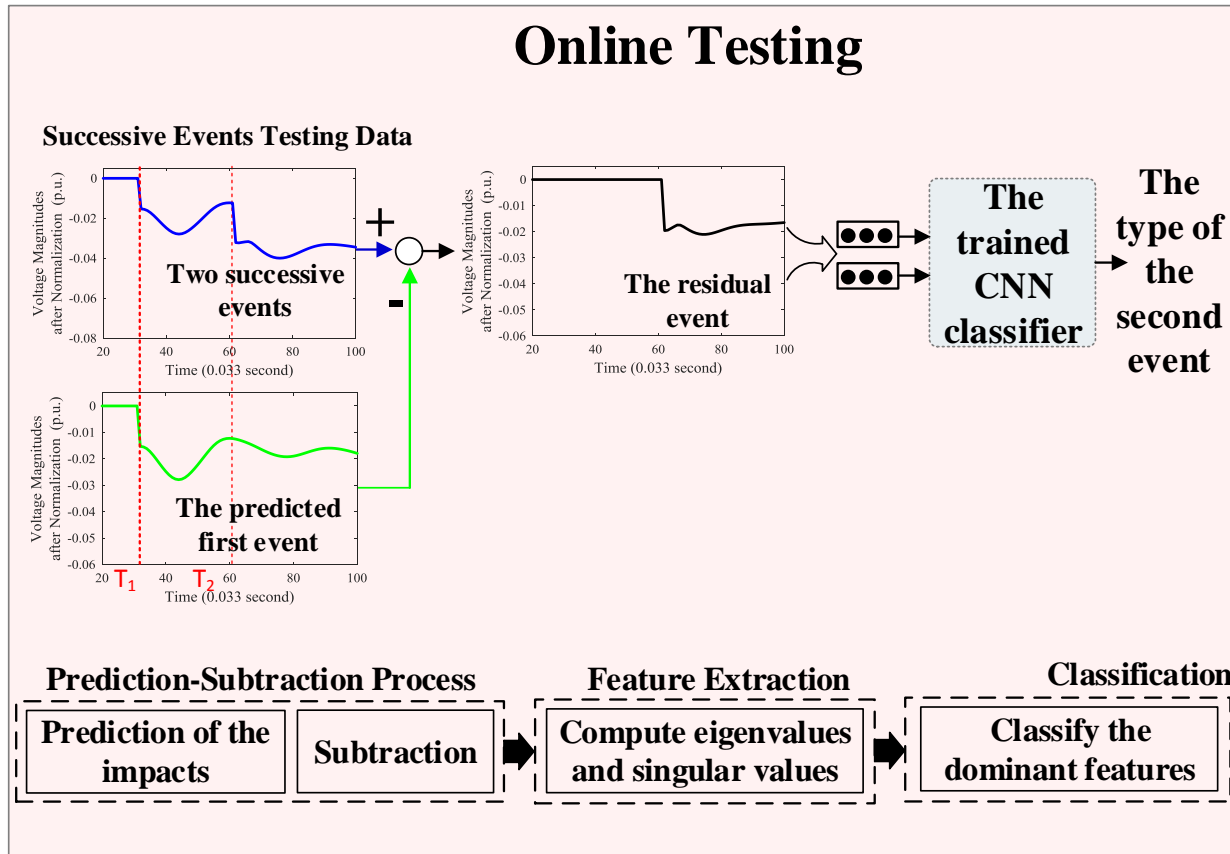 Online Testing
Successive Events Testing Data
Voltage Magnitudes
after Normalization (p.u.)
0
-0.02
-0.04
-0.06
-0.08
20
40
60
80
100
Time (0.033 second)
Two successive
events
+
-
Voltage Magnitudes
after Normalization (p.u.)
0
-0.01
-0.02
-0.03
-0.04
-0.05
-0.06
20
40
60
80
100
T1
T2
Time (0.033 second)
The predicted
first event
Voltage Magnitudes
after Normalization (p.u.)
0
-0.01
-0.02
-0.03
-0.04
-0.05
-0.06
20
40
60
80
100
Time (0.033 second)
The residual
event
The
trained
CNN
classifier
The
type of
the
second
event
Prediction-Subtraction Process
Prediction of the
impacts
Subtraction
Feature Extraction
Compute eigenvalues
and singular values
Classification
Classify the
dominant features